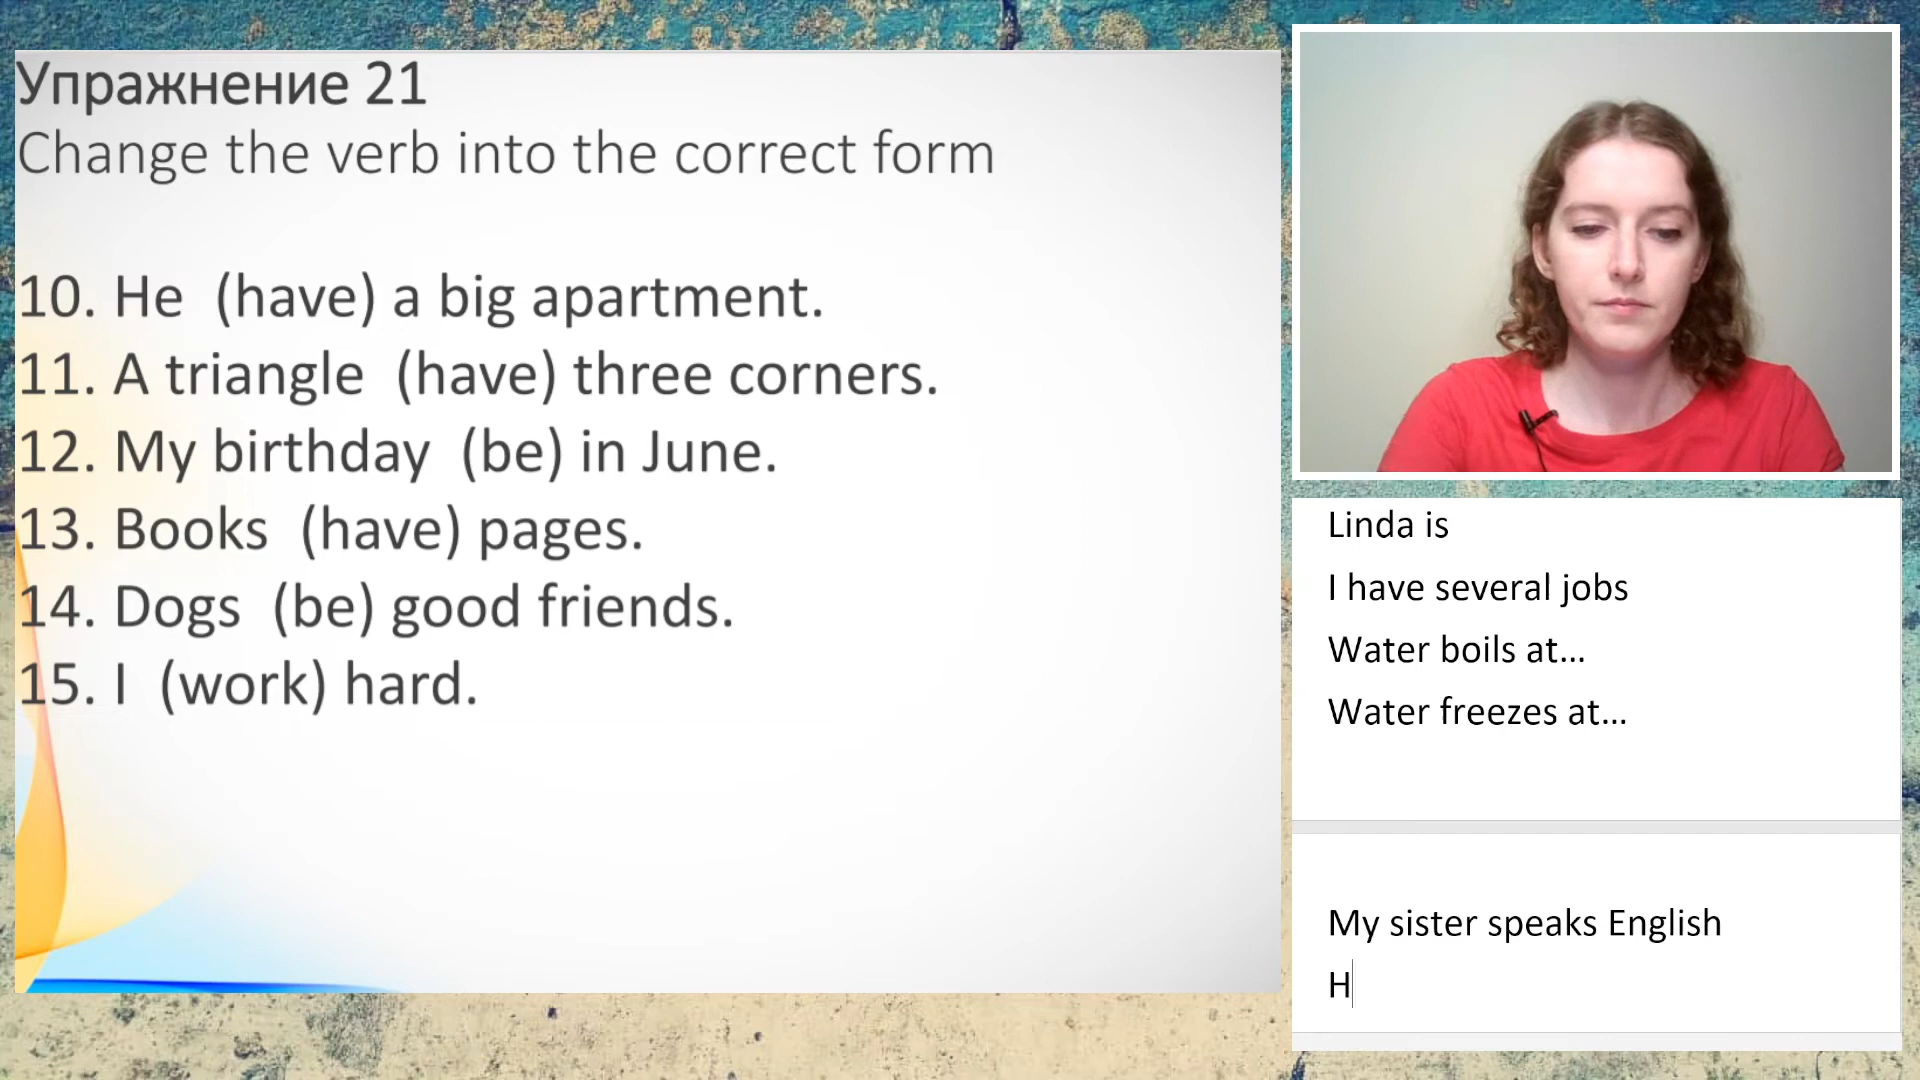 Упражнение 21
Change the verb into the correct form
10. He (have) a big apartment.
11. A triangle (have) three corners.
12. My birthday (be) in June.
13. Books (have) pages.
14. Dogs (be) good friends.
15. I (work) hard.
Linda is
I have several jobs
Water boils at…
Water freezes at…
My sister speaks English
H